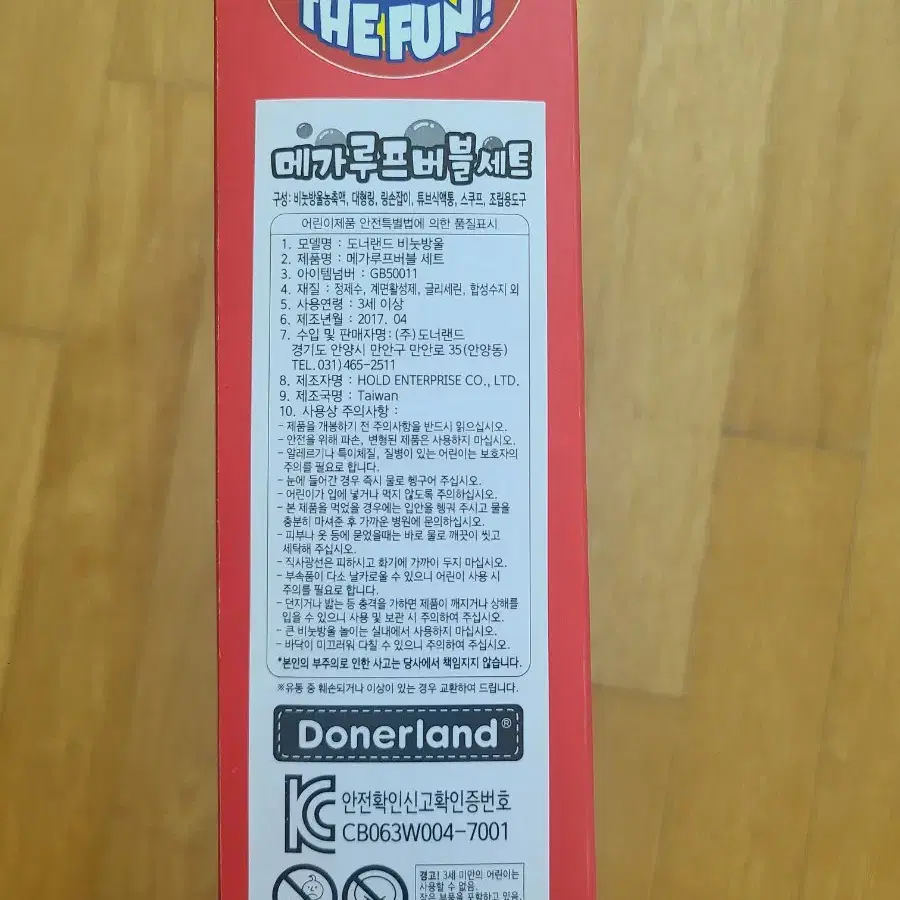 THE FUN!
메가루프버블세트
구성: 비눗방울농축액, 대형링, 링손잡이, 튜브식액통, 스쿠프, 조립용도구
어린이제품 안전특별법에 의한 품질표시
1. 모델명 : 도너랜드 비눗방울
2. 제품명 : 메가루프버블 세트
3. 아이템넘버 : GB50011
4. 재질 : 정제수, 계면활성제, 글리세린, 합성수지 외
5. 사용연령 : 3세 이상
6. 제조년월 : 2017. 04
7. 수입 및 판매자명 : (주)도너랜드
경기도 안양시 만안구 만안로 35(안양동)
TEL.031)465-2511
8. 제조자명 : HOLD ENTERPRISE CO., LTD.
9. 제조국명 : Taiwan
10. 사용상 주의사항 :
- 제품을 개봉하기 전 주의사항을 반드시 읽으십시오.
- 안전을 위해 파손, 변형된 제품은 사용하지 마십시오.
- 알레르기나 특이체질, 질병이 있는 어린이는 보호자의
주의를 필요로 합니다.
- 눈에 들어간 경우 즉시 물로 헹구어 주십시오.
- 어린이가 입에 넣거나 먹지 않도록 주의하십시오.
- 본 제품을 먹었을 경우에는 입안을 헹궈 주시고 물을
충분히 마셔준 후 가까운 병원에 문의하십시오.
- 피부나 옷 등에 묻었을때는 바로 물로 깨끗이 씻고
세탁해 주십시오.
- 직사광선은 피하시고 화기에 가까이 두지 마십시오.
- 부속품이 다소 날카로울 수 있으니 어린이 사용 시
주의를 필요로 합니다.
- 던지거나 밟는 등 충격을 가하면 제품이 깨지거나 상해를
입을 수 있으니 사용 및 보관 시 주의하여 주십시오.
- 큰 비눗방울 놀이는 실내에서 사용하지 마십시오.
- 바닥이 미끄러워 다칠 수 있으니 주의하여 주십시오.
*본인의 부주의로 인한 사고는 당사에서 책임지지 않습니다.
※유통 중 훼손되거나 이상이 있는 경우 교환하여 드립니다.
Donerland®
KC 안전확인신고확인증번호
CB063W004-7001
경고! 3세 미만의 어린이는
사용할 수 없음.
작은 부품을 포함하고 있음.